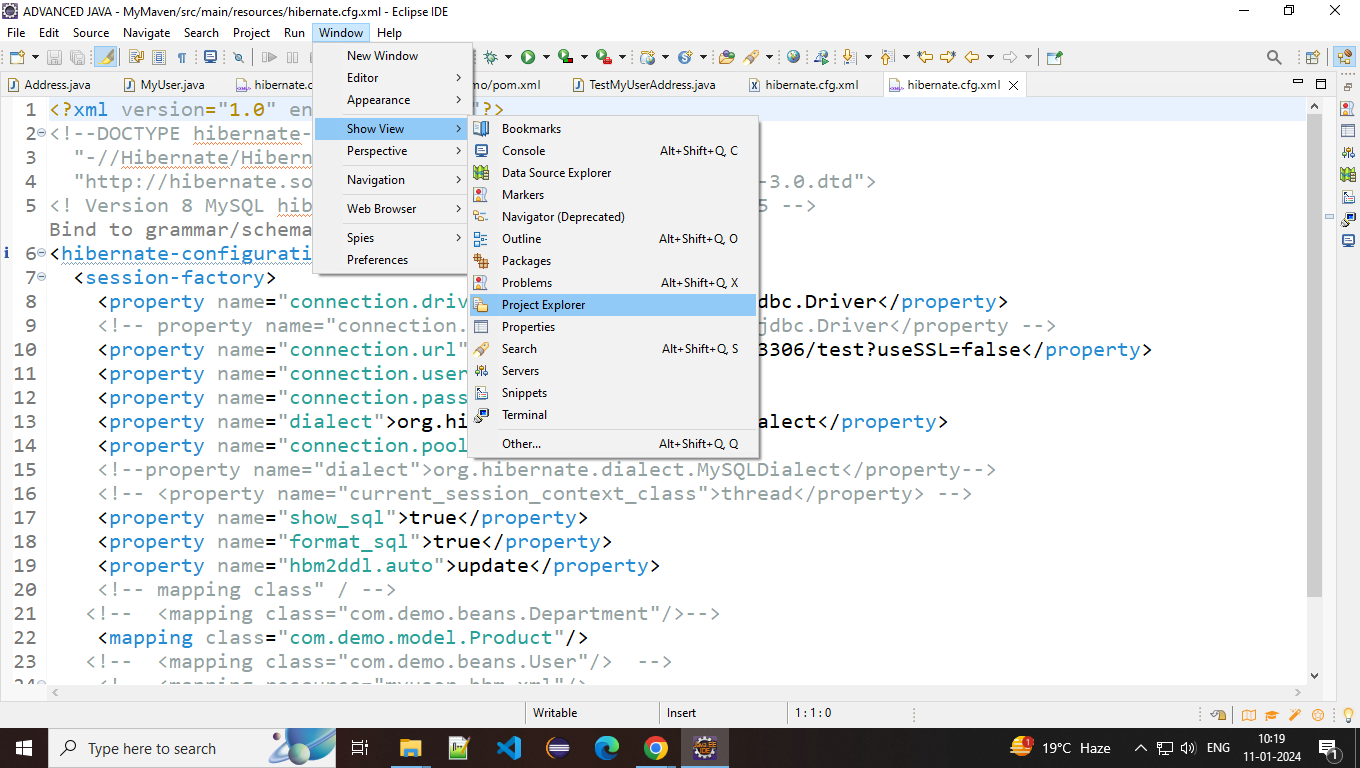 ADVANCED JAVA - MyMaven/src/main/resources/hibernate.cfg.xml - Eclipse IDE
File Edit Source Navigate Search Project Run Window Help
Address.java MyUser.java hibernate.c mo/pom.xml TestMyUserAddress.java hibernate.cfg.xml hibernate.cfg.xml
New Window
Editor
Appearance
Show View
Perspective
Navigation
Web Browser
Spies
Preferences
Bookmarks
Console Alt+Shift+Q, C
Data Source Explorer
Markers
Navigator (Deprecated)
Outline Alt+Shift+Q, O
Packages
Problems Alt+Shift+Q, X
Project Explorer
Properties
Search Alt+Shift+Q, S
Servers
Snippets
Terminal
Other... Alt+Shift+Q, Q
1 <?xml version="1.0" en "?>
2 <!--DOCTYPE hibernate-
3 "-//Hibernate/Hibern
4 "http://hibernate.so -3.0.dtd">
5 <! Version 8 MySQL hib 5 -->
Bind to grammar/schema
6 <hibernate-configurati
7 <session-factory>
8 <property name="connection.driv dbc.Driver</property>
9 <!-- property name="connection. jdbc.Driver</property -->
10 <property name="connection.url" 3306/test?useSSL=false</property>
11 <property name="connection.user
12 <property name="connection.pass
13 <property name="dialect">org.hi alect</property>
14 <property name="connection.pool
15 <!--property name="dialect">org.hibernate.dialect.MySQLDialect</property-->
16 <!-- <property name="current_session_context_class">thread</property> -->
17 <property name="show_sql">true</property>
18 <property name="format_sql">true</property>
19 <property name="hbm2ddl.auto">update</property>
20 <!-- mapping class" / -->
21 <!-- <mapping class="com.demo.beans.Department"/>-->
22 <mapping class="com.demo.model.Product"/>
23 <!-- <mapping class="com.demo.beans.User"/> -->
Writable Insert 1 : 1 : 0
Type here to search
19°C Haze
ENG
10:19
11-01-2024
1
1